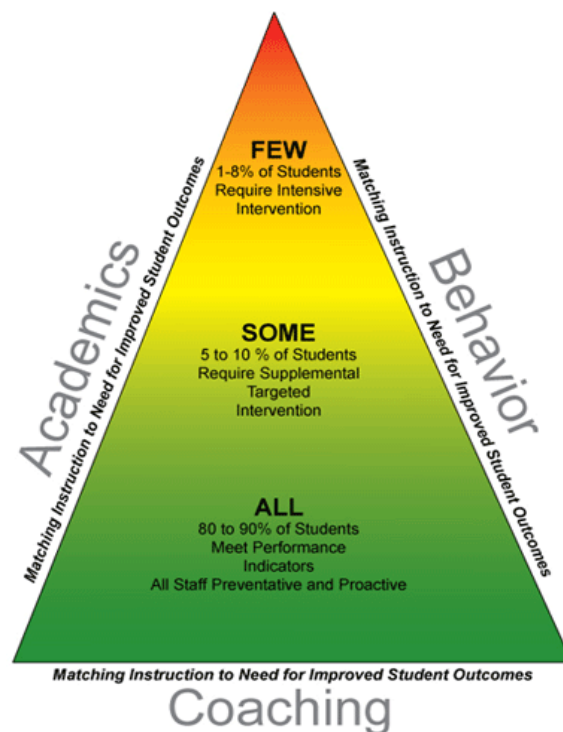 FEW
1-8% of Students
Require Intensive
Intervention
SOME
5 to 10 % of Students
Require Supplemental
Targeted
Intervention
ALL
80 to 90% of Students
Meet Performance
Indicators
All Staff Preventative and Proactive
Academics
Matching Instruction to Need for Improved Student Outcomes
Behavior
Matching Instruction to Need for Improved Student Outcomes
Matching Instruction to Need for Improved Student Outcomes
Coaching